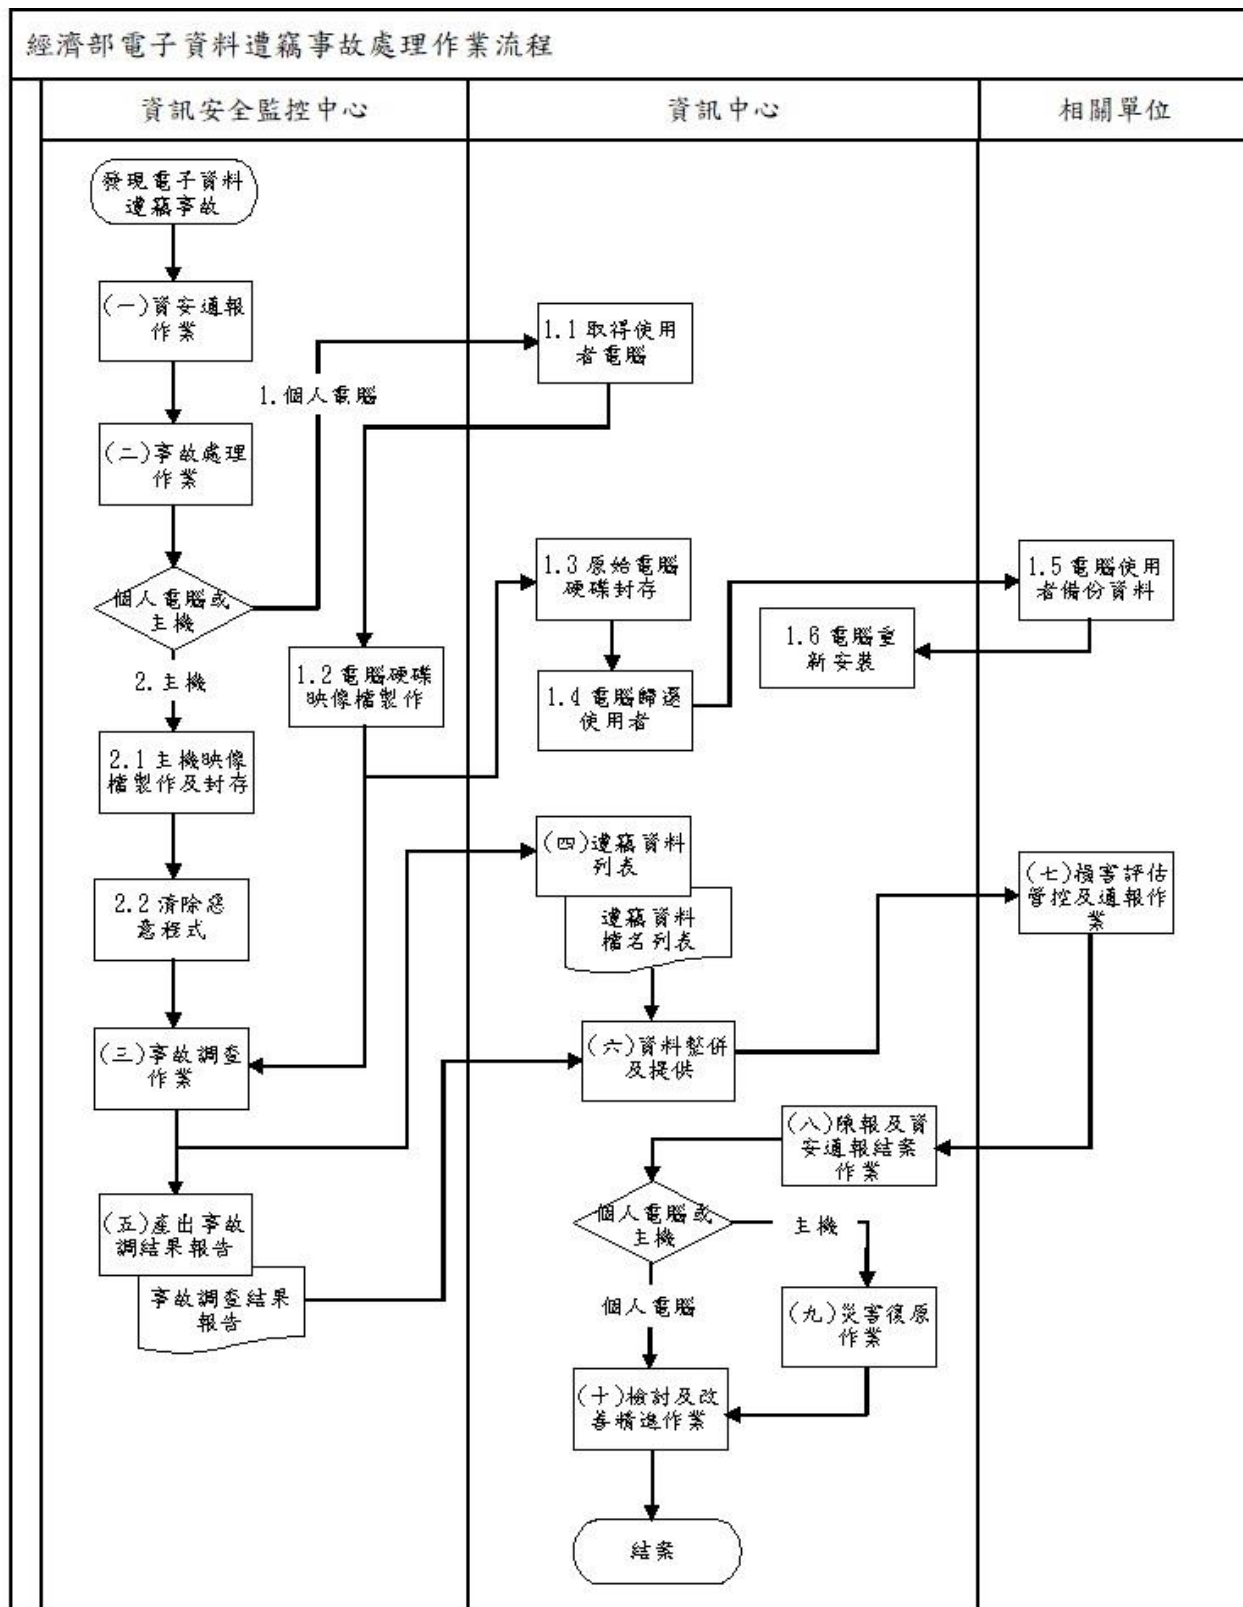 經濟部電子資料遭竊事故處理作業流程
資訊安全監控中心
資訊中心
相關單位
發現電子資料
遭竊事故
(一)資安通報
作業
1.1 取得使用
者電腦
1.個人電腦
(二)事故處理
作業
個人電腦或
主機
1.3 原始電腦
硬碟封存
1.5 電腦使用
者備份資料
1.6 電腦重
新安裝
2.主機
1.2 電腦硬碟
映像檔製作
1.4 電腦歸還
使用者
2.1 主機映像
檔製作及封存
(四)遭竊資料
列表
(七)損害評估
管控及通報作
業
2.2 清除惡
意程式
遭竊資料
檔名列表
(三)事故調查
作業
(六)資料整併
及提供
(八)陳報及資
安通報結案
作業
(五)產出事故
調結果報告
個人電腦或
主機
主機
事故調查結果
報告
個人電腦
(九)災害復原
作業
(十)檢討及改
善精進作業
結案